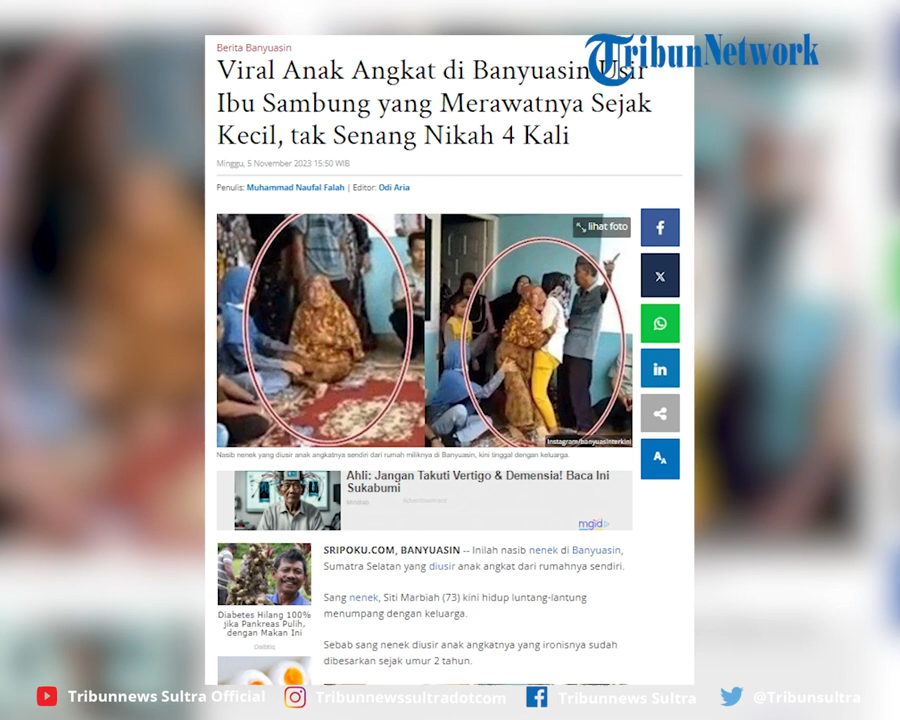 TribunNetwork
Berita Banyuasin
Viral Anak Angkat di Banyuasin Usir
Ibu Sambung yang Merawatnya Sejak
Kecil, tak Senang Nikah 4 Kali
Minggu, 5 November 2023 15:50 WIB
Penulis: Muhammad Naufal Falah | Editor: Odi Aria
lihat foto
Instagram/banyuasinterkini
Nasib nenek yang diusir anak angkatnya sendiri dari rumah miliknya di Banyuasin, kini tinggal dengan keluarga.
Ahli: Jangan Takuti Vertigo & Demensia! Baca Ini
Sukabumi
Advertisement
mgid
SRIPOKU.COM, BANYUASIN -- Inilah nasib nenek di Banyuasin,
Sumatra Selatan yang diusir anak angkat dari rumahnya sendiri.
Sang nenek, Siti Marbiah (73) kini hidup luntang-lantung
menumpang dengan keluarga.
Sebab sang nenek diusir anak angkatnya yang ironisnya sudah
dibesarkan sejak umur 2 tahun.
Diabetes Hilang 100%
jika Pankreas Pulih,
dengan Makan Ini
Tribunnews Sultra Official
Tribunnewssultradotcom
Tribunnews Sultra
@Tribunsultra